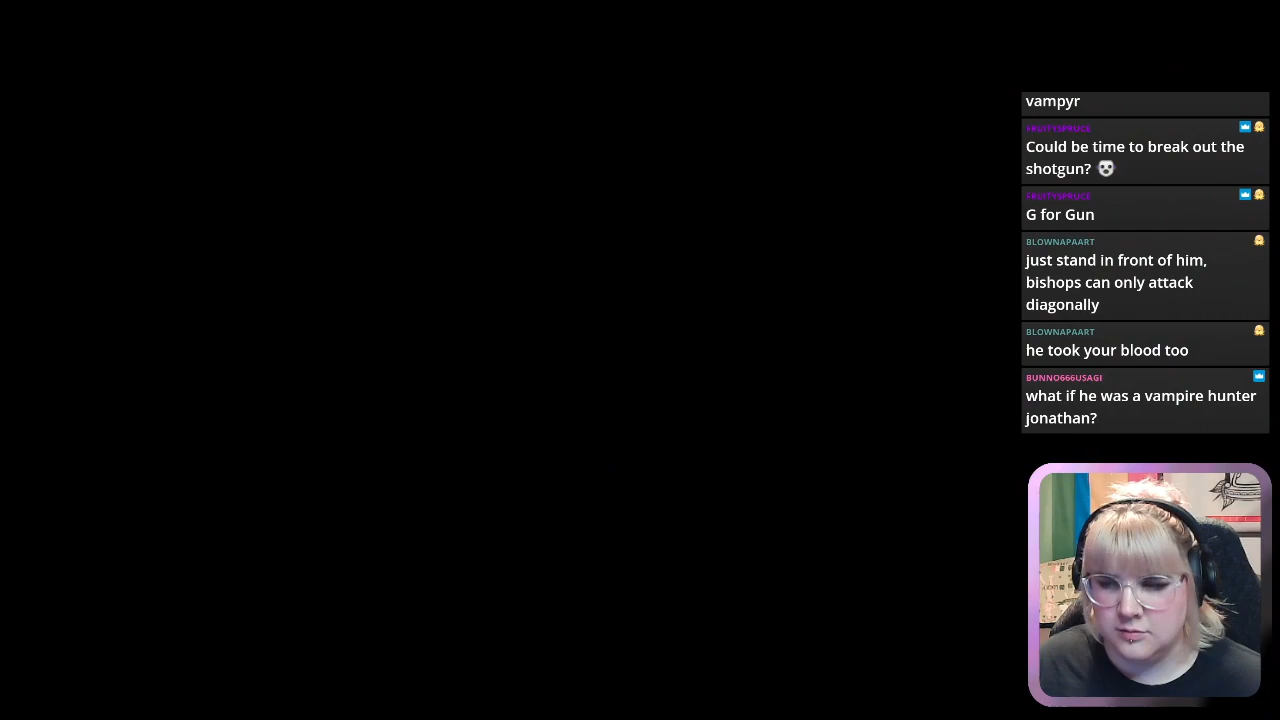 vampyr
FRUITYSPRUCE
Could be time to break out the
shotgun?
FRUITYSPRUCE
G for Gun
BLOWNAPAART
just stand in front of him,
bishops can only attack
diagonally
BLOWNAPAART
he took your blood too
BUNNO666USAGI
what if he was a vampire hunter
jonathan?